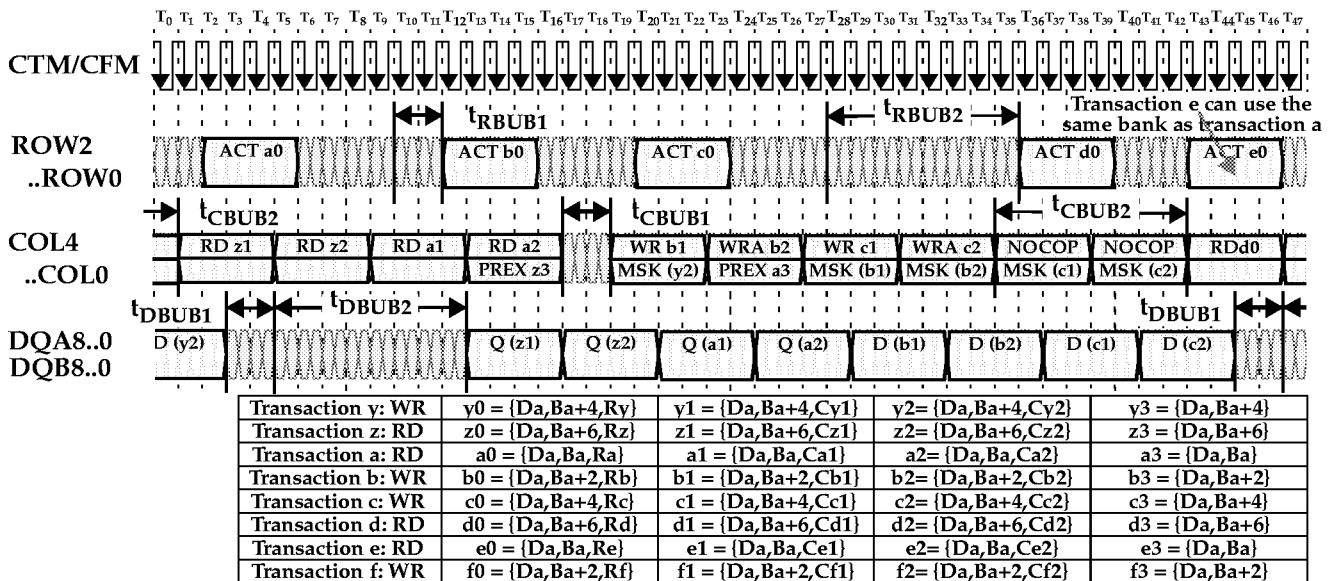 T0 T1 T2 T3 T4 T5 T6 T7 T8 T9 T10 T11 T12 T13 T14 T15 T16 T17 T18 T19 T20 T21 T22 T23 T24 T25 T26 T27 T28 T29 T30 T31 T32 T33 T34 T35 T36 T37 T38 T39 T40 T41 T42 T43 T44 T45 T46 T47
CTM/CFM
tRBUB1 tRBUB2 Transaction e can use the
same bank as transaction a
ROW2 ACT a0 ACT b0 ACT c0 ACT d0 ACT e0
..ROW0
tCBUB2 tCBUB1 tCBUB2
COL4 RD z1 RD z2 RD a1 RD a2 WR b1 WRA b2 WR c1 WRA c2 NOCOP NOCOP RDd0
..COL0 PREX z3 MSK (y2) PREX a3 MSK (b1) MSK (b2) MSK (c1) MSK (c2)
tDBUB1 tDBUB2 tDBUB1
DQA8..0 D (y2) Q (z1) Q (z2) Q (a1) Q (a2) D (b1) D (b2) D (c1) D (c2)
DQB8..0
Transaction y: WR y0 = {Da,Ba+4,Ry} y1 = {Da,Ba+4,Cy1} y2= {Da,Ba+4,Cy2} y3 = {Da,Ba+4}
Transaction z: RD z0 = {Da,Ba+6,Rz} z1 = {Da,Ba+6,Cz1} z2= {Da,Ba+6,Cz2} z3 = {Da,Ba+6}
Transaction a: RD a0 = {Da,Ba,Ra} a1 = {Da,Ba,Ca1} a2= {Da,Ba,Ca2} a3 = {Da,Ba}
Transaction b: WR b0 = {Da,Ba+2,Rb} b1 = {Da,Ba+2,Cb1} b2= {Da,Ba+2,Cb2} b3 = {Da,Ba+2}
Transaction c: WR c0 = {Da,Ba+4,Rc} c1 = {Da,Ba+4,Cc1} c2= {Da,Ba+4,Cc2} c3 = {Da,Ba+4}
Transaction d: RD d0 = {Da,Ba+6,Rd} d1 = {Da,Ba+6,Cd1} d2= {Da,Ba+6,Cd2} d3 = {Da,Ba+6}
Transaction e: RD e0 = {Da,Ba,Re} e1 = {Da,Ba,Ce1} e2= {Da,Ba,Ce2} e3 = {Da,Ba}
Transaction f: WR f0 = {Da,Ba+2,Rf} f1 = {Da,Ba+2,Cf1} f2= {Da,Ba+2,Cf2} f3 = {Da,Ba+2}